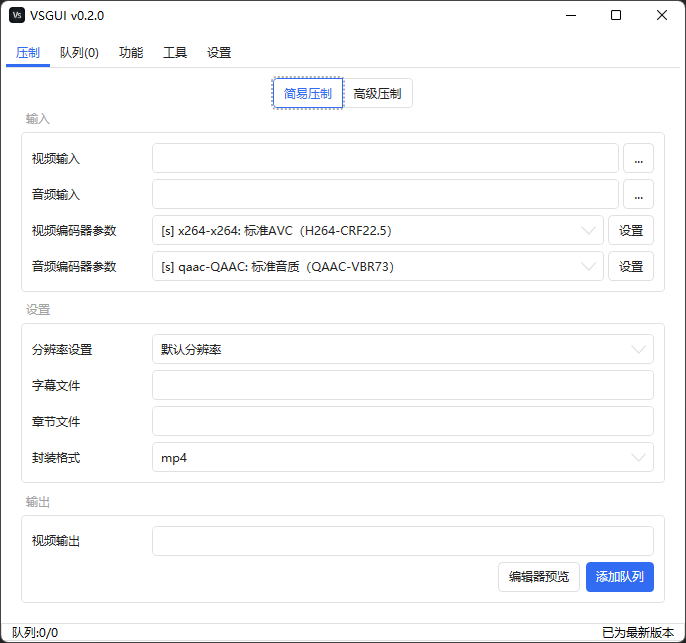 Vs VSGUI v0.2.0
压制 队列(0) 功能 工具 设置
简易压制 高级压制
输入
视频输入 ...
音频输入 ...
视频编码器参数 [s] x264-x264: 标准AVC（H264-CRF22.5） 设置
音频编码器参数 [s] qaac-QAAC: 标准音质（QAAC-VBR73） 设置
设置
分辨率设置 默认分辨率
字幕文件
章节文件
封装格式 mp4
输出
视频输出
编辑器预览 添加队列
队列:0/0 已为最新版本